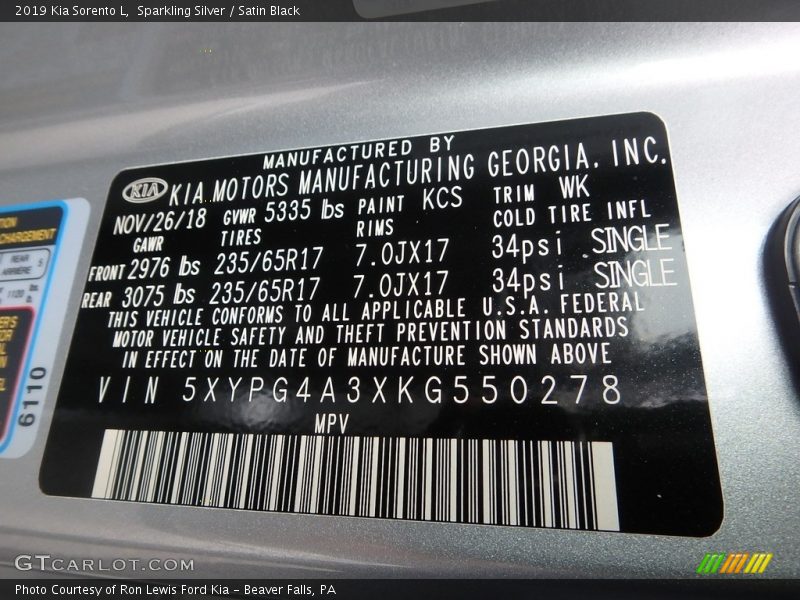 2019 Kia Sorento L,  Sparkling Silver / Satin Black
MANUFACTURED BY
KIA KIA MOTORS MANUFACTURING GEORGIA, INC.
NOV/26/18 GVWR 5335 lbs PAINT KCS TRIM WK
GAWR TIRES RIMS COLD TIRE INFL
FRONT 2976 lbs 235/65R17 7.0JX17 34psi .SINGLE
REAR 3075 lbs 235/65R17 7.0JX17 34psi SINGLE
THIS VEHICLE CONFORMS TO ALL APPLICABLE U.S.A. FEDERAL
MOTOR VEHICLE SAFETY AND THEFT PREVENTION STANDARDS
IN EFFECT ON THE DATE OF MANUFACTURE SHOWN ABOVE
VIN 5XYPG4A3XKG550278
MPV
REAR 5
ARRIERE
6110
GTCARLOT.COM
Photo Courtesy of Ron Lewis Ford Kia – Beaver Falls, PA